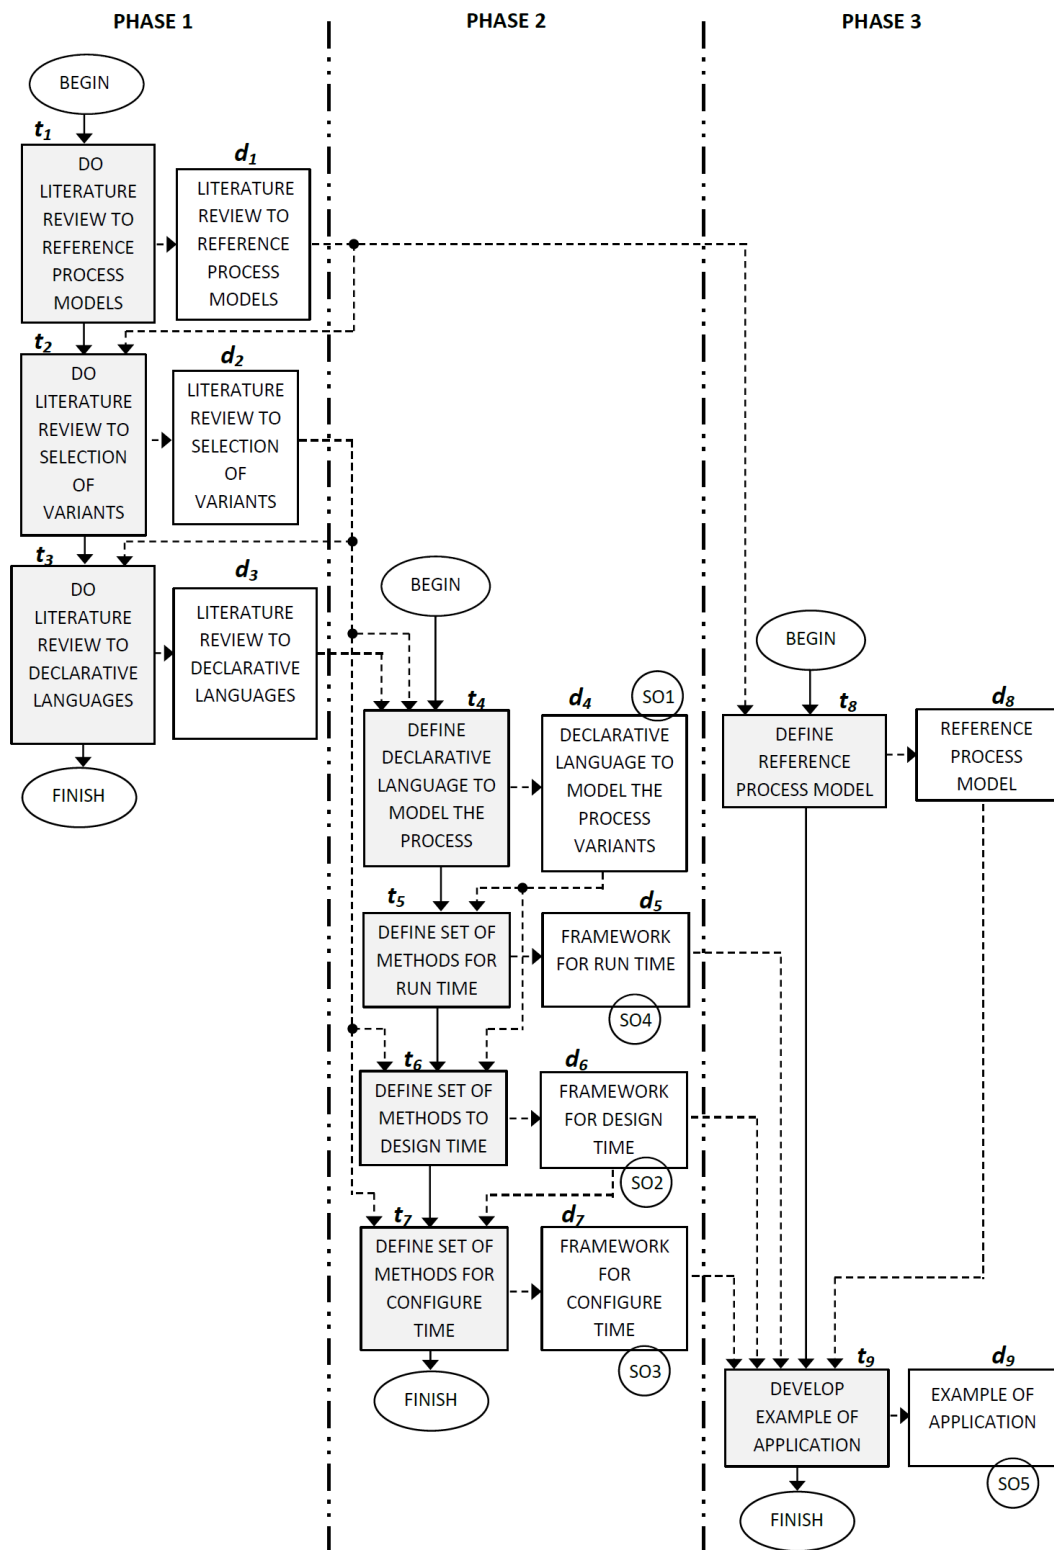 PHASE 1
PHASE 2
PHASE 3
BEGIN
t1
DO
LITERATURE
REVIEW TO
REFERENCE
PROCESS
MODELS
d1
LITERATURE
REVIEW TO
REFERENCE
PROCESS
MODELS
t2
DO
LITERATURE
REVIEW TO
SELECTION
OF
VARIANTS
d2
LITERATURE
REVIEW TO
SELECTION
OF
VARIANTS
t3
DO
LITERATURE
REVIEW TO
DECLARATIVE
LANGUAGES
d3
LITERATURE
REVIEW TO
DECLARATIVE
LANGUAGES
FINISH
BEGIN
t4
DEFINE
DECLARATIVE
LANGUAGE TO
MODEL THE
PROCESS
d4
SO1
DECLARATIVE
LANGUAGE TO
MODEL THE
PROCESS
VARIANTS
t5
DEFINE SET OF
METHODS FOR
RUN TIME
d5
FRAMEWORK
FOR RUN TIME
SO4
t6
DEFINE SET OF
METHODS TO
DESIGN TIME
d6
FRAMEWORK
FOR DESIGN
TIME
SO2
t7
DEFINE SET OF
METHODS FOR
CONFIGURE
TIME
d7
FRAMEWORK
FOR
CONFIGURE
TIME
SO3
FINISH
BEGIN
t8
DEFINE
REFERENCE
PROCESS MODEL
d8
REFERENCE
PROCESS
MODEL
t9
DEVELOP
EXAMPLE OF
APPLICATION
d9
EXAMPLE OF
APPLICATION
SO5
FINISH